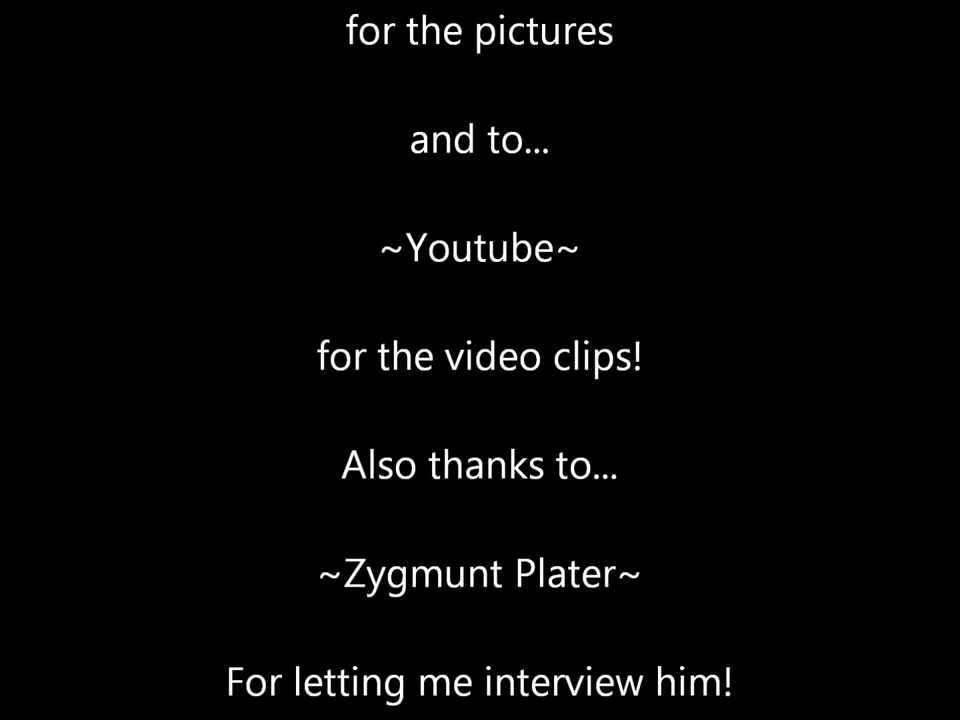 for the pictures
and to...
~Youtube~
for the video clips!
Also thanks to...
~Zygmunt Plater~
For letting me interview him!